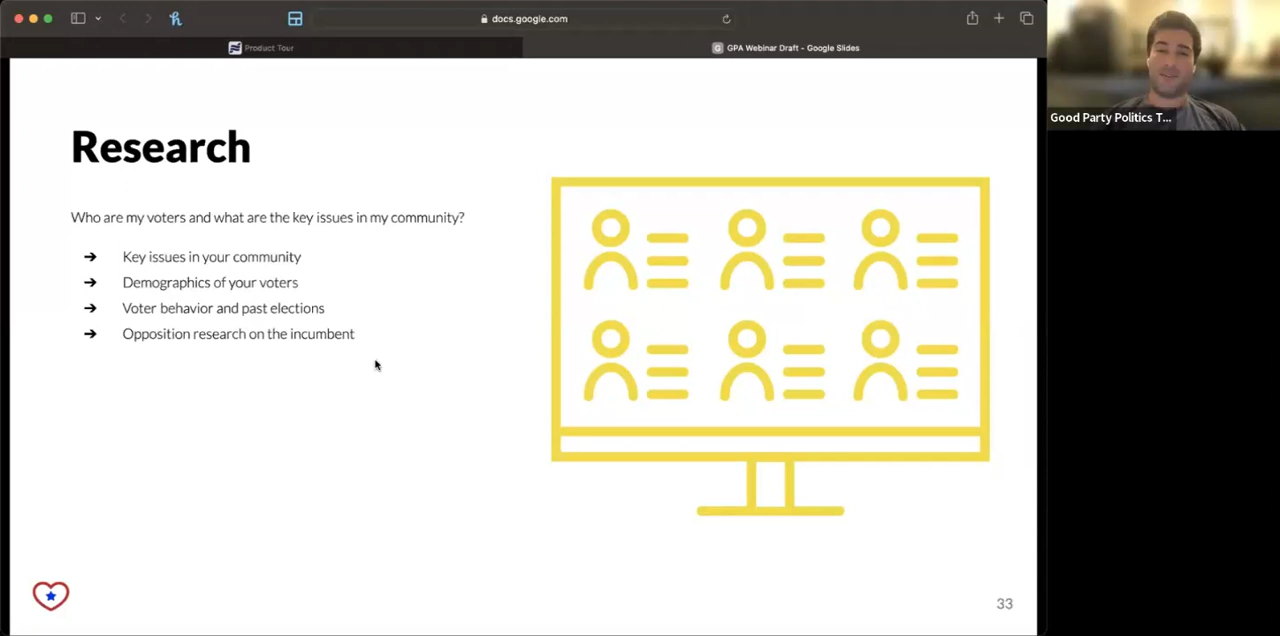 docs.google.com
Product Tour
G GPA Webinar Draft - Google Slides
Good Party Politics T...
Research
Who are my voters and what are the key issues in my community?
➔ Key issues in your community
➔ Demographics of your voters
➔ Voter behavior and past elections
➔ Opposition research on the incumbent
33